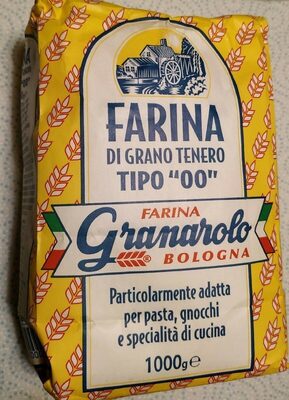 FARINA
DI GRANO TENERO
TIPO "00"
FARINA
Granarolo
®
BOLOGNA
Particolarmente adatta
per pasta, gnocchi
e specialità di cucina
1000g e